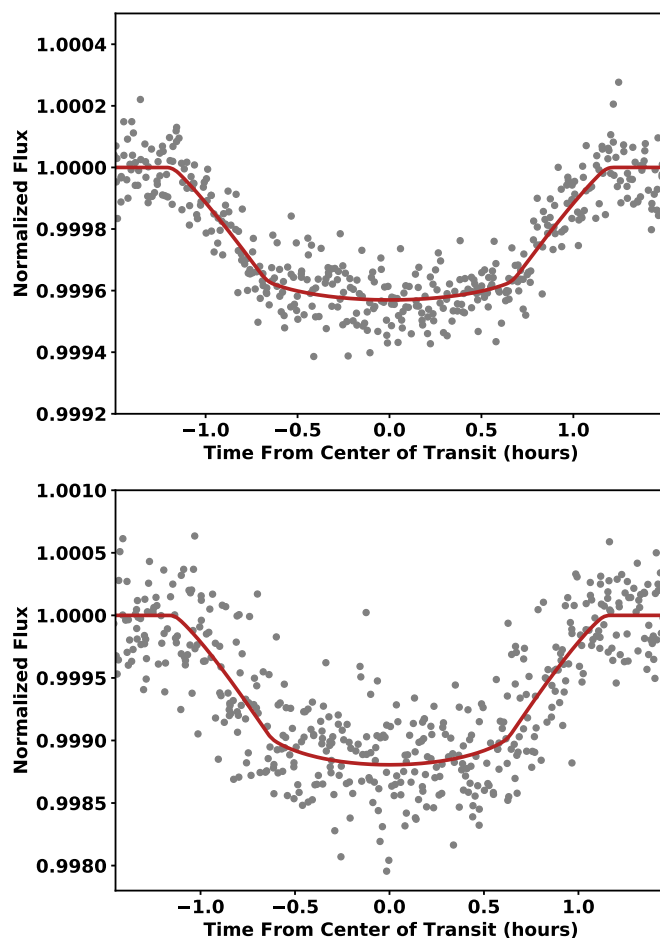 1.0004
1.0002
1.0000
0.9998
0.9996
0.9994
0.9992
Normalized Flux
−1.0 −0.5 0.0 0.5 1.0
Time From Center of Transit (hours)
1.0010
1.0005
1.0000
0.9995
0.9990
0.9985
0.9980
Normalized Flux
−1.0 −0.5 0.0 0.5 1.0
Time From Center of Transit (hours)